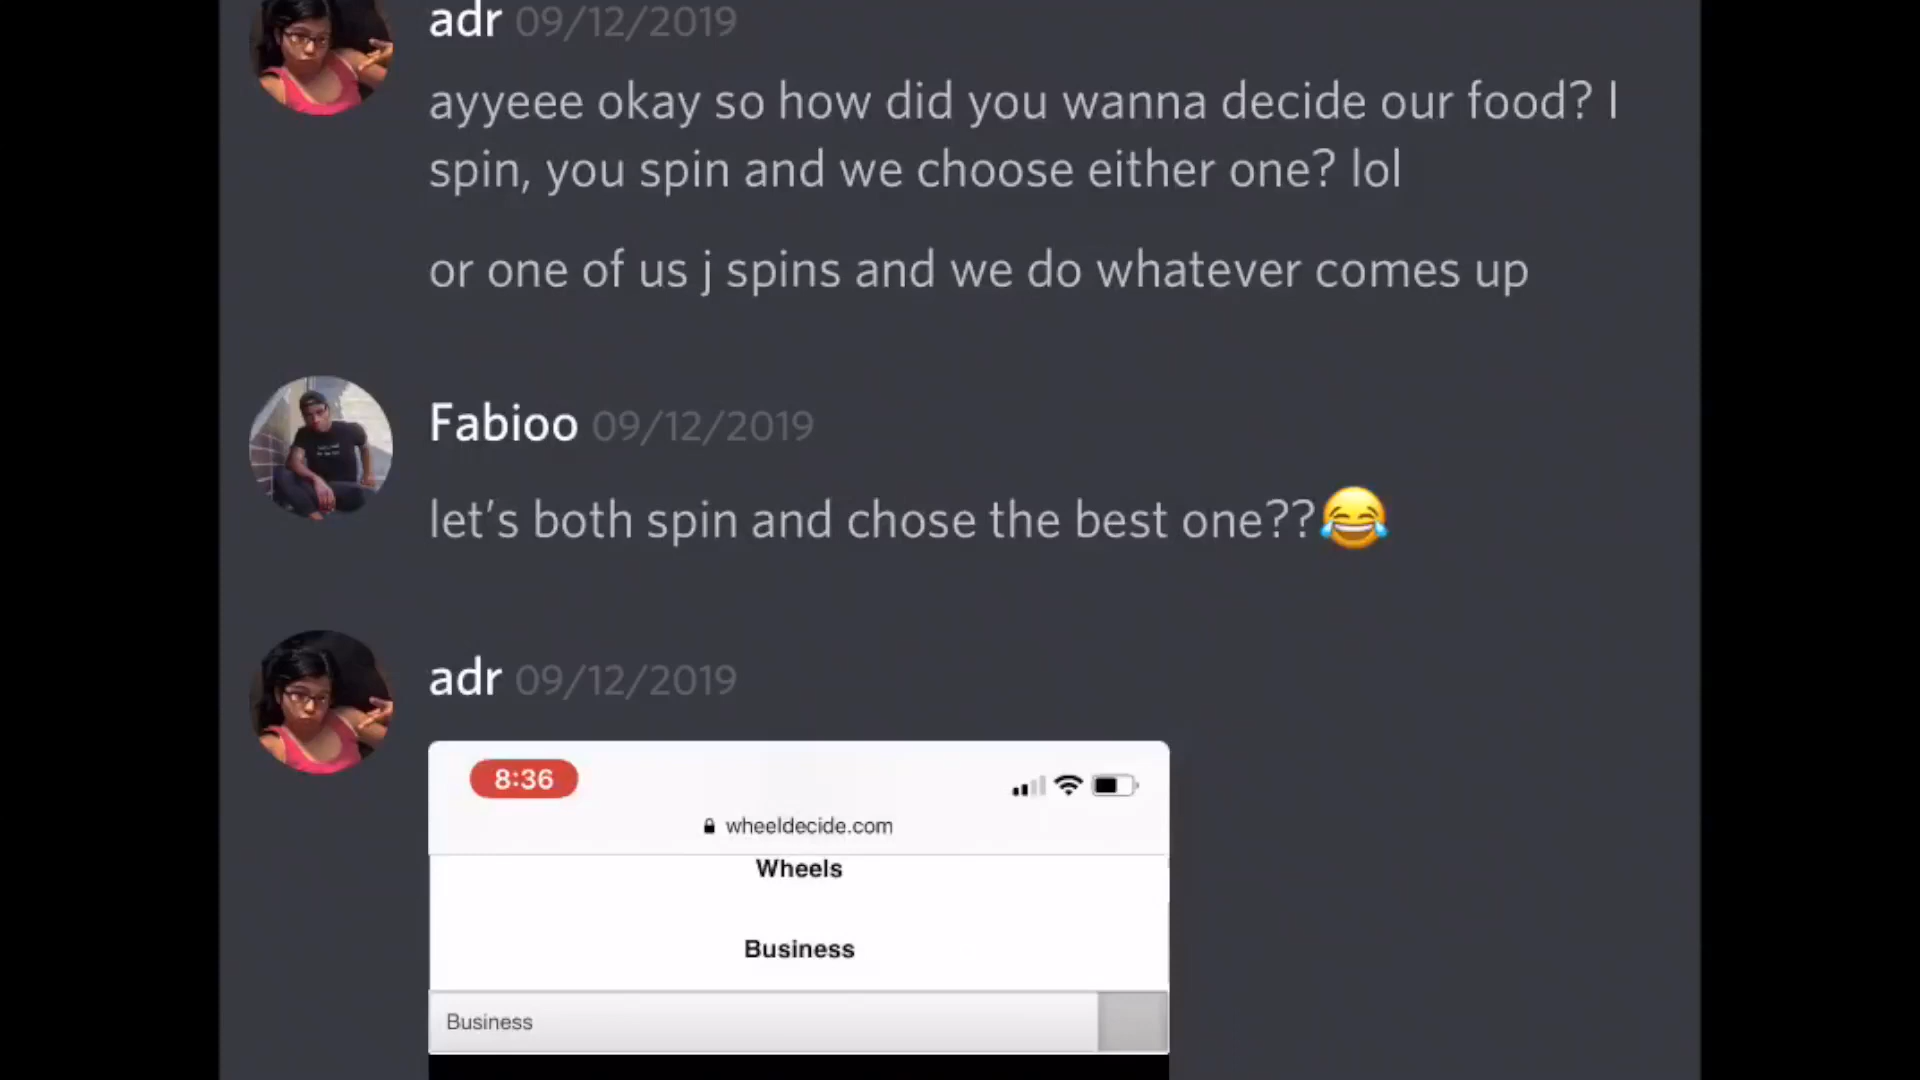 adr 09/12/2019
ayyeee okay so how did you wanna decide our food? I
spin, you spin and we choose either one? lol
or one of us j spins and we do whatever comes up
Fabioo 09/12/2019
let's both spin and chose the best one??😂
adr 09/12/2019
8:36
wheeldecide.com
Wheels
Business
Business